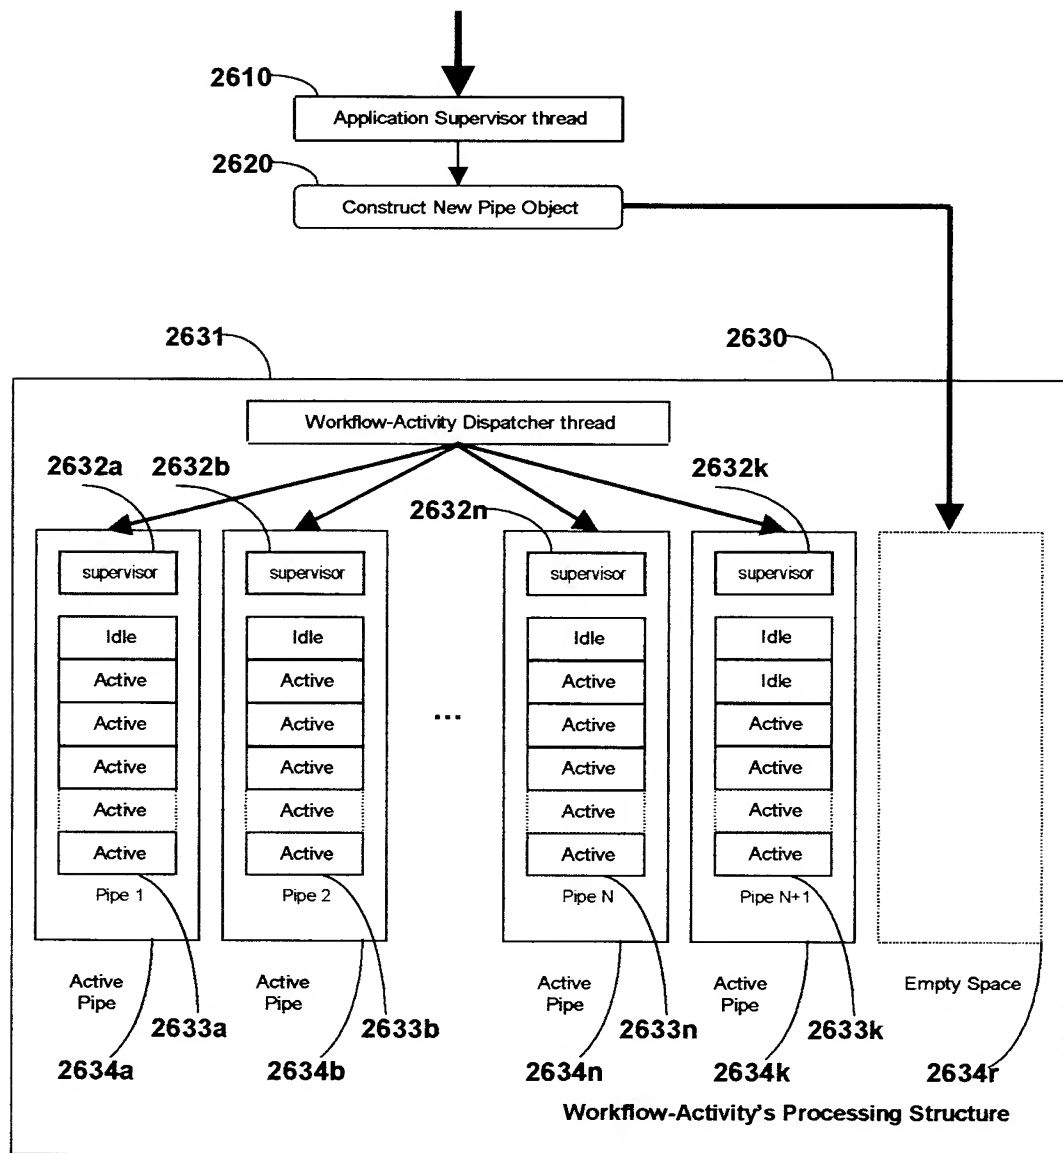 2610
Application Supervisor thread
2620
Construct New Pipe Object
2631
2630
Workflow-Activity Dispatcher thread
2632a
2632b
2632n
2632k
supervisor
supervisor
supervisor
supervisor
Idle
Idle
Idle
Idle
Active
Active
Active
Idle
Active
Active
Active
Active
...
Active
Active
Active
Active
Active
Active
Active
Active
Active
Active
Active
Active
Pipe 1
Pipe 2
Pipe N
Pipe N+1
Active
Pipe
Active
Pipe
Active
Pipe
Active
Pipe
Empty Space
2633a
2633b
2633n
2633k
2634a
2634b
2634n
2634k
2634r
Workflow-Activity's Processing Structure